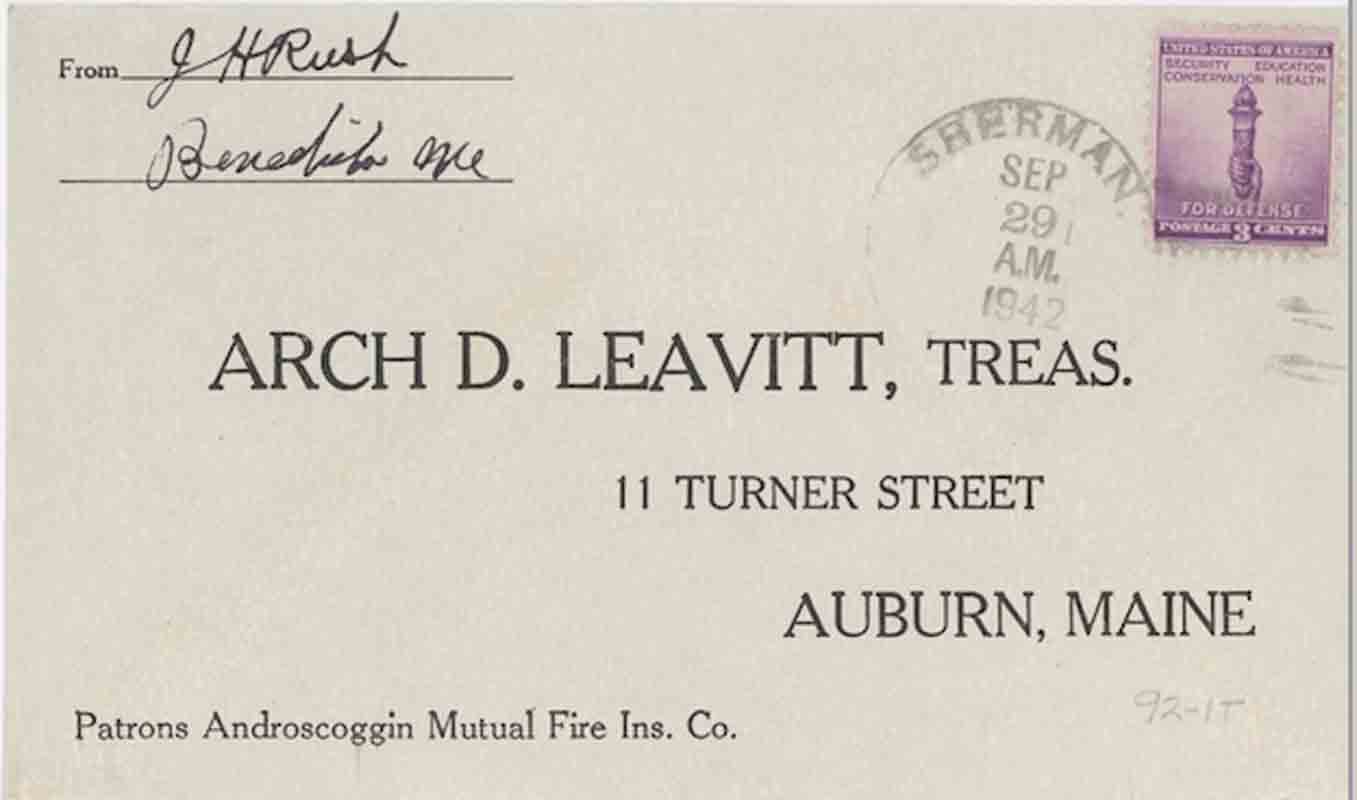 From J H Rush
Benedicta Me
SHERMAN
SEP
29
A.M.
1942
UNITED STATES OF AMERICA
SECURITY EDUCATION
CONSERVATION HEALTH
FOR DEFENSE
POSTAGE 3 CENTS
ARCH D. LEAVITT, TREAS.
11 TURNER STREET
AUBURN, MAINE
92-1T
Patrons Androscoggin Mutual Fire Ins. Co.